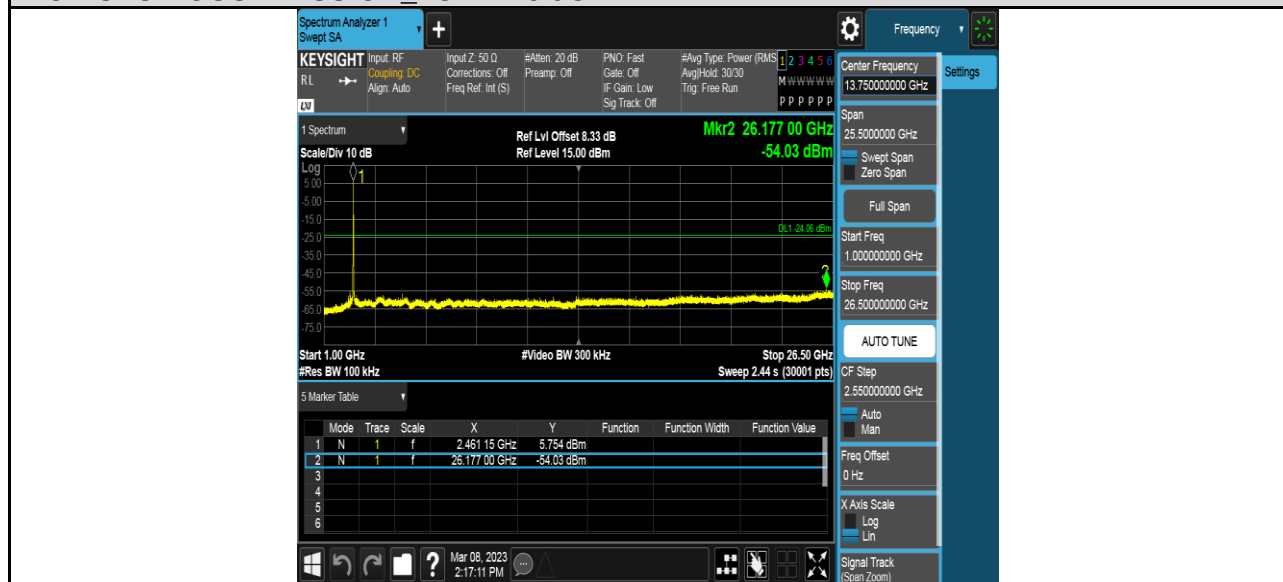 Spectrum Analyzer 1
Swept SA
+
Frequency
KEYSIGHT
RL
LXI
Input: RF
Coupling: DC
Align: Auto
Input Z: 50 Ω
Corrections: Off
Freq Ref: Int (S)
#Atten: 20 dB
Preamp: Off
PNO: Fast
Gate: Off
IF Gain: Low
Sig Track: Off
#Avg Type: Power (RMS
Avg|Hold: 30/30
Trig: Free Run
1 2 3 4 5 6
M W W W W W
P P P P P P
1 Spectrum
Scale/Div 10 dB
Ref Lvl Offset 8.33 dB
Ref Level 15.00 dBm
Mkr2 26.177 00 GHz
-54.03 dBm
Log
5.00
-5.00
-15.0
-25.0
-35.0
-45.0
-55.0
-65.0
-75.0
1
DL1 -24.06 dBm
2
Start 1.00 GHz
#Video BW 300 kHz
Stop 26.50 GHz
#Res BW 100 kHz
Sweep 2.44 s (30001 pts)
5 Marker Table
Mode Trace Scale X Y Function Function Width Function Value
1 N 1 f 2.461 15 GHz 5.754 dBm
2 N 1 f 26.177 00 GHz -54.03 dBm
3
4
5
6
Mar 08, 2023
2:17:11 PM
Center Frequency
13.750000000 GHz
Settings
Span
25.5000000 GHz
Swept Span
Zero Span
Full Span
Start Freq
1.000000000 GHz
Stop Freq
26.500000000 GHz
AUTO TUNE
CF Step
2.550000000 GHz
Auto
Man
Freq Offset
0 Hz
X Axis Scale
Log
Lin
Signal Track
(Span Zoom)